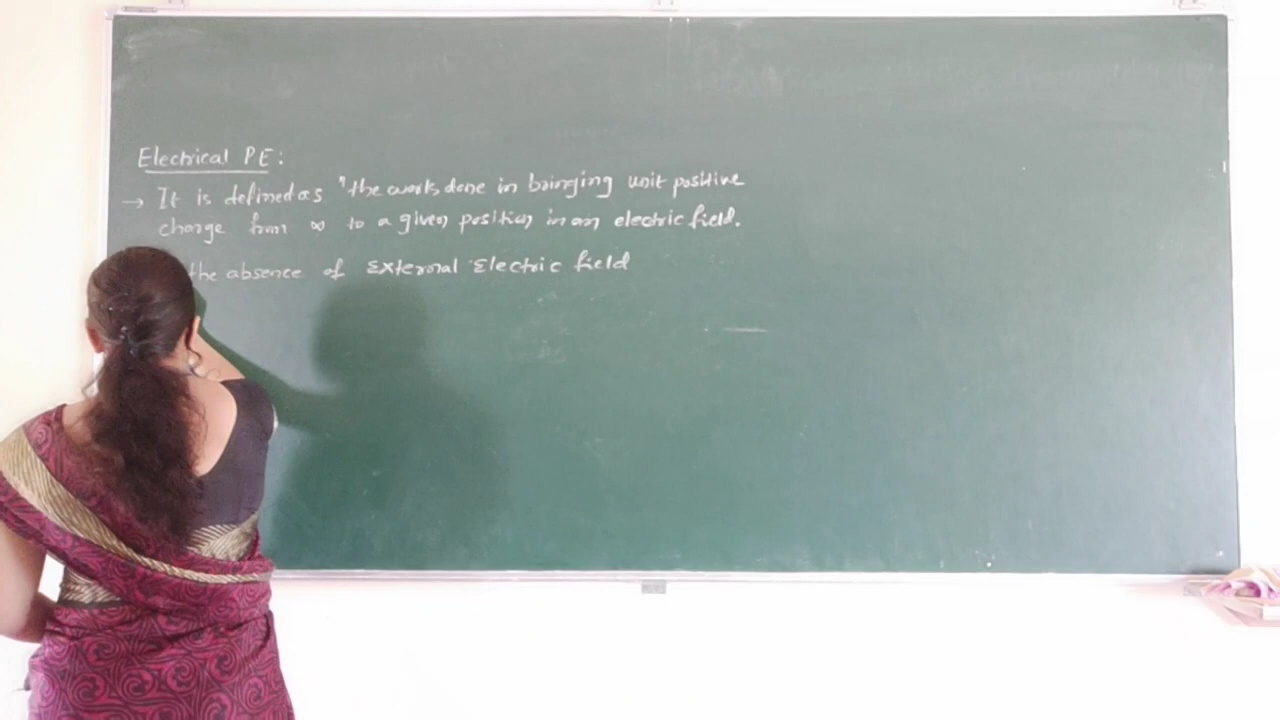 Electrical PE:
→ It is defined as "the work done in bringing unit positive
charge from ∞ to a given position in an electric field.
the absence of External Electric field